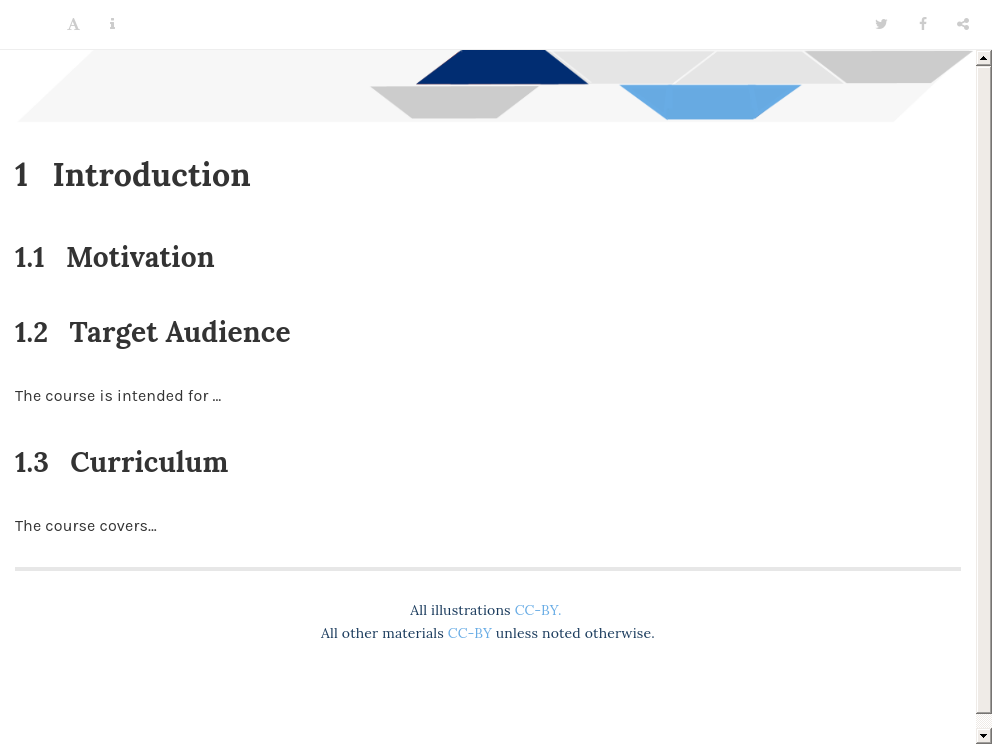 A
1 Introduction
1.1 Motivation
1.2 Target Audience
The course is intended for ...
1.3 Curriculum
The course covers...
All illustrations CC-BY.
All other materials CC-BY unless noted otherwise.